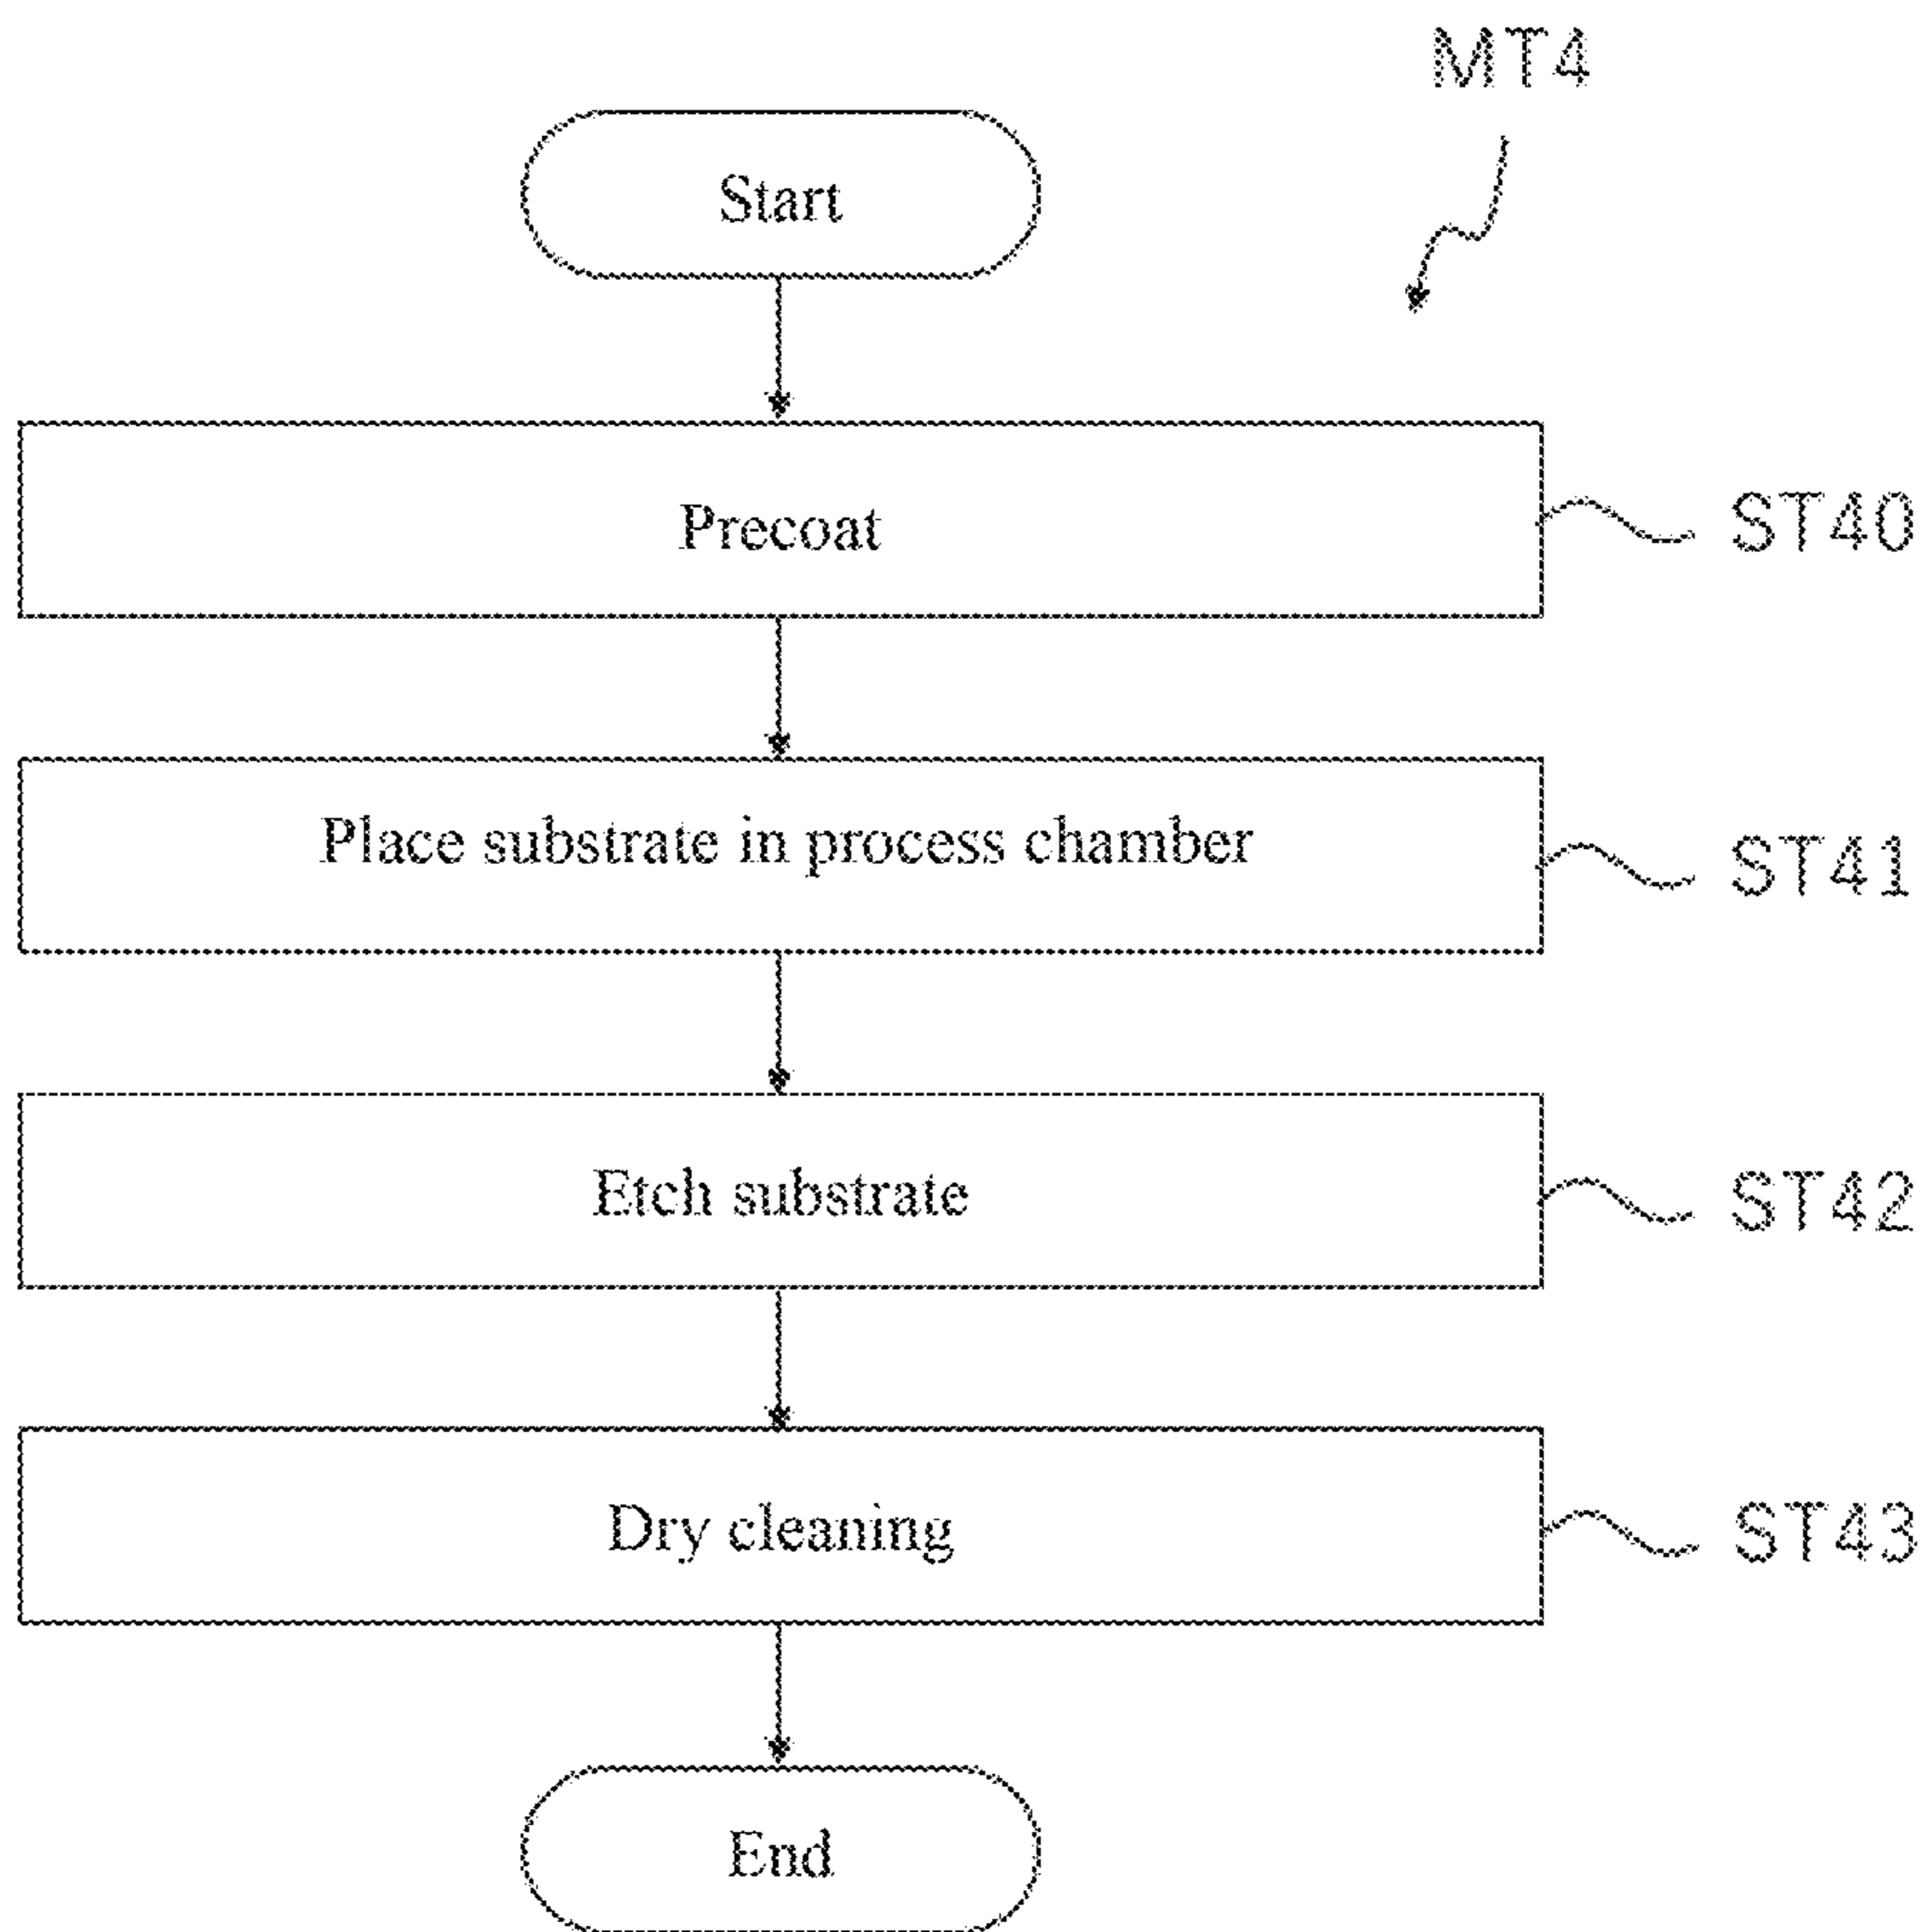 MT4
Start
Precoat
ST40
Place substrate in process chamber
ST41
Etch substrate
ST42
Dry cleaning
ST43
End